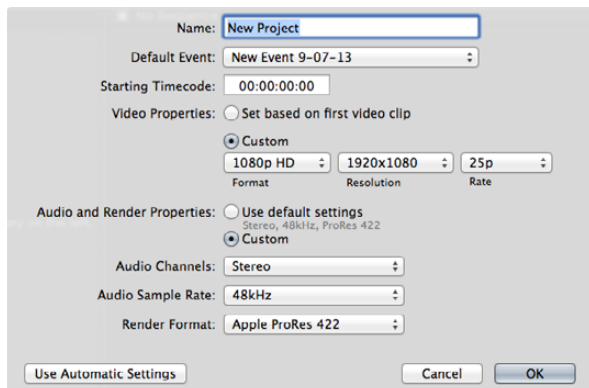 Name: New Project
Default Event: New Event 9-07-13
Starting Timecode: 00:00:00:00
Video Properties: Set based on first video clip
Custom
1080p HD 1920x1080 25p
Format Resolution Rate
Audio and Render Properties: Use default settings
Stereo, 48kHz, ProRes 422
Custom
Audio Channels: Stereo
Audio Sample Rate: 48kHz
Render Format: Apple ProRes 422
Use Automatic Settings Cancel OK